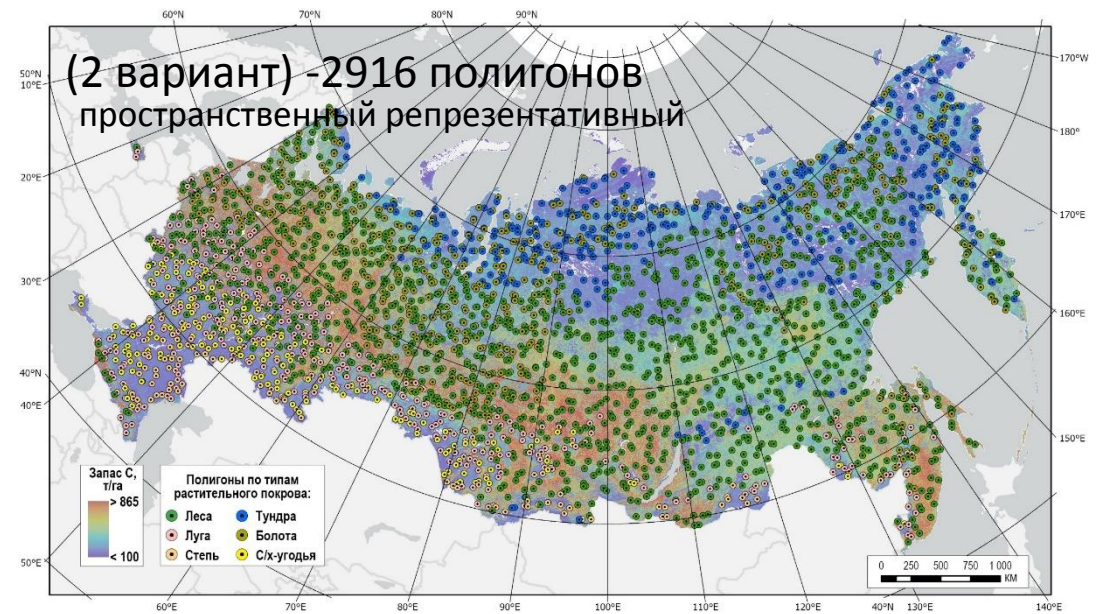 60°N 70°N 80°N 90°N
(2 вариант) -2916 полигонов
пространственный репрезентативный
50°N
10°E
20°E
30°E
40°N
40°E
50°E
170°W
180°
170°E
160°E
150°E
Запас С,
т/га
> 865
< 100
Полигоны по типам
растительного покрова:
Леса Тундра
Луга Болота
Степь С/х-угодья
0 250 500 750 1 000
КМ
60°E 70°E 80°E 90°E 100°E 110°E 120°E 40°N 130°E 140°E